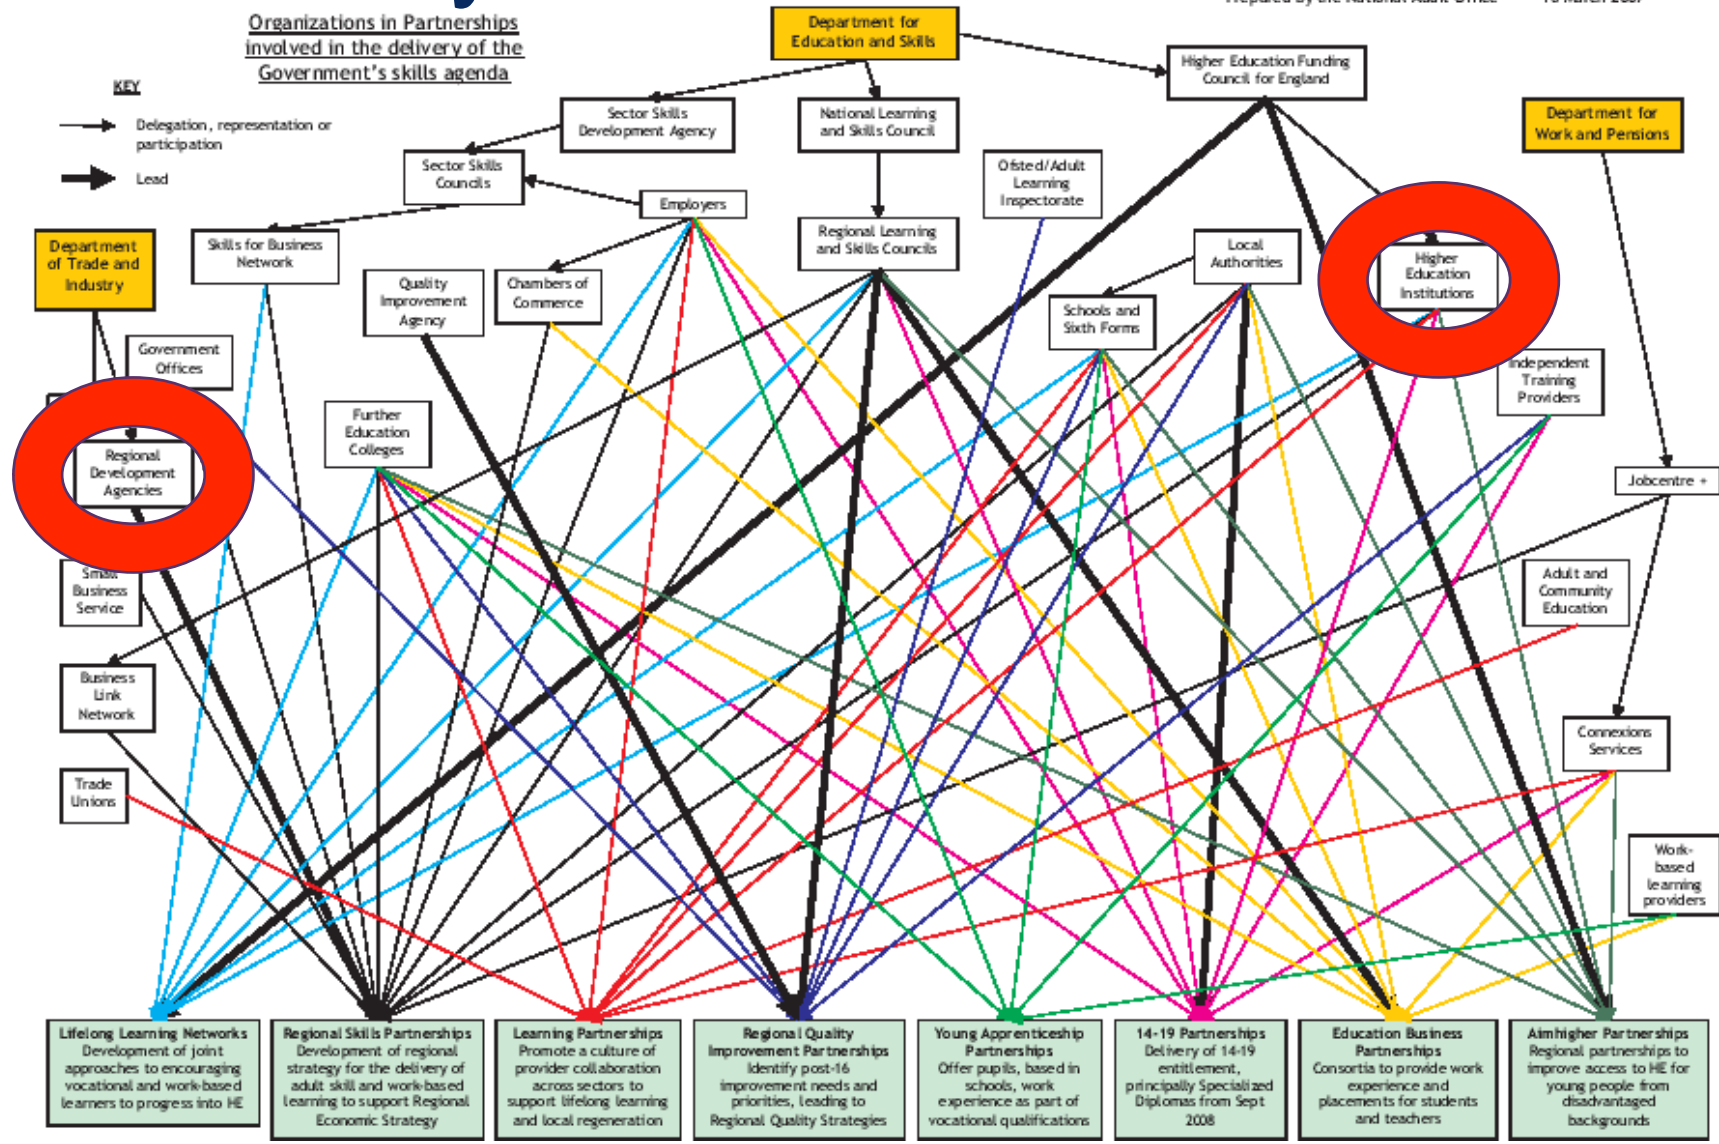 Organizations in Partnerships
involved in the delivery of the
Government's skills agenda
Prepared by the National Audit Office
March 2007
KEY
Delegation, representation or
participation
Lead
Department for
Education and Skills
Higher Education Funding
Council for England
Sector Skills
Development Agency
National Learning
and Skills Council
Department for
Work and Pensions
Sector Skills
Councils
Ofsted/Adult
Learning
Inspectorate
Employers
Department
of Trade and
Industry
Skills for Business
Network
Regional Learning
and Skills Councils
Local
Authorities
Higher
Education
Institutions
Quality
Improvement
Agency
Chambers of
Commerce
Schools and
Sixth Forms
Government
Offices
Independent
Training
Providers
Further
Education
Colleges
Regional
Development
Agencies
Jobcentre +
Small
Business
Service
Adult and
Community
Education
Business
Link
Network
Connexions
Services
Trade
Unions
Work-
based
learning
providers
Lifelong Learning Networks
Development of joint
approaches to encouraging
vocational and work-based
learners to progress into HE
Regional Skills Partnerships
Development of regional
strategy for the delivery of
adult skill and work-based
learning to support Regional
Economic Strategy
Learning Partnerships
Promote a culture of
provider collaboration
across sectors to
support lifelong learning
and local regeneration
Regional Quality
Improvement Partnerships
Identify post-16
improvement needs and
priorities, leading to
Regional Quality Strategies
Young Apprenticeship
Partnerships
Offer pupils, based in
schools, work
experience as part of
vocational qualifications
14-19 Partnerships
Delivery of 14-19
entitlement,
principally Specialized
Diplomas from Sept
2008
Education Business
Partnerships
Consortia to provide work
experience and
placements for students
and teachers
Aimhigher Partnerships
Regional partnerships to
improve access to HE for
young people from
disadvantaged
backgrounds